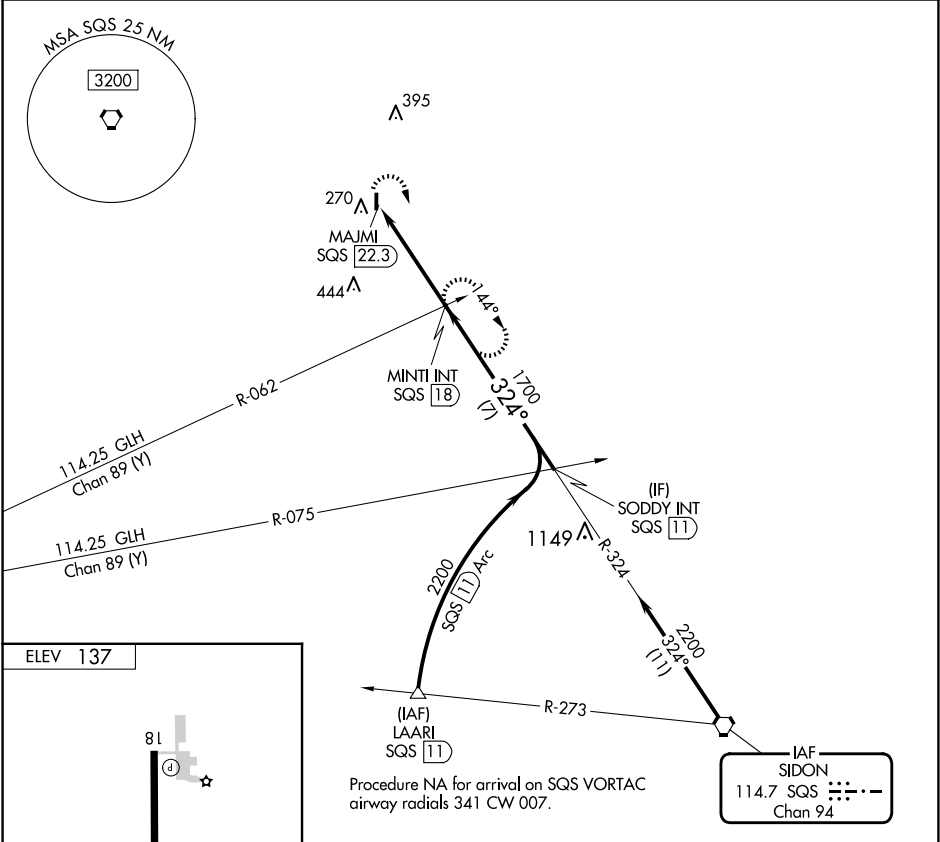 MSA SQS 25 NM
3200
395
270
MAJMI
SQS 22.3
444
144°
MINTI INT
SQS 18
1700
324°
(7)
R-062
114.25 GLH
Chan 89 (Y)
(IF)
SODDY INT
SQS 11
R-075
1149
R-324
114.25 GLH
Chan 89 (Y)
2200
SQS 11 Arc
2200
324°
(11)
ELEV 137
R-273
(IAF)
LAARI
SQS 11
18
P
IAF
SIDON
114.7 SQS
Chan 94
Procedure NA for arrival on SQS VORTAC
airway radials 341 CW 007.